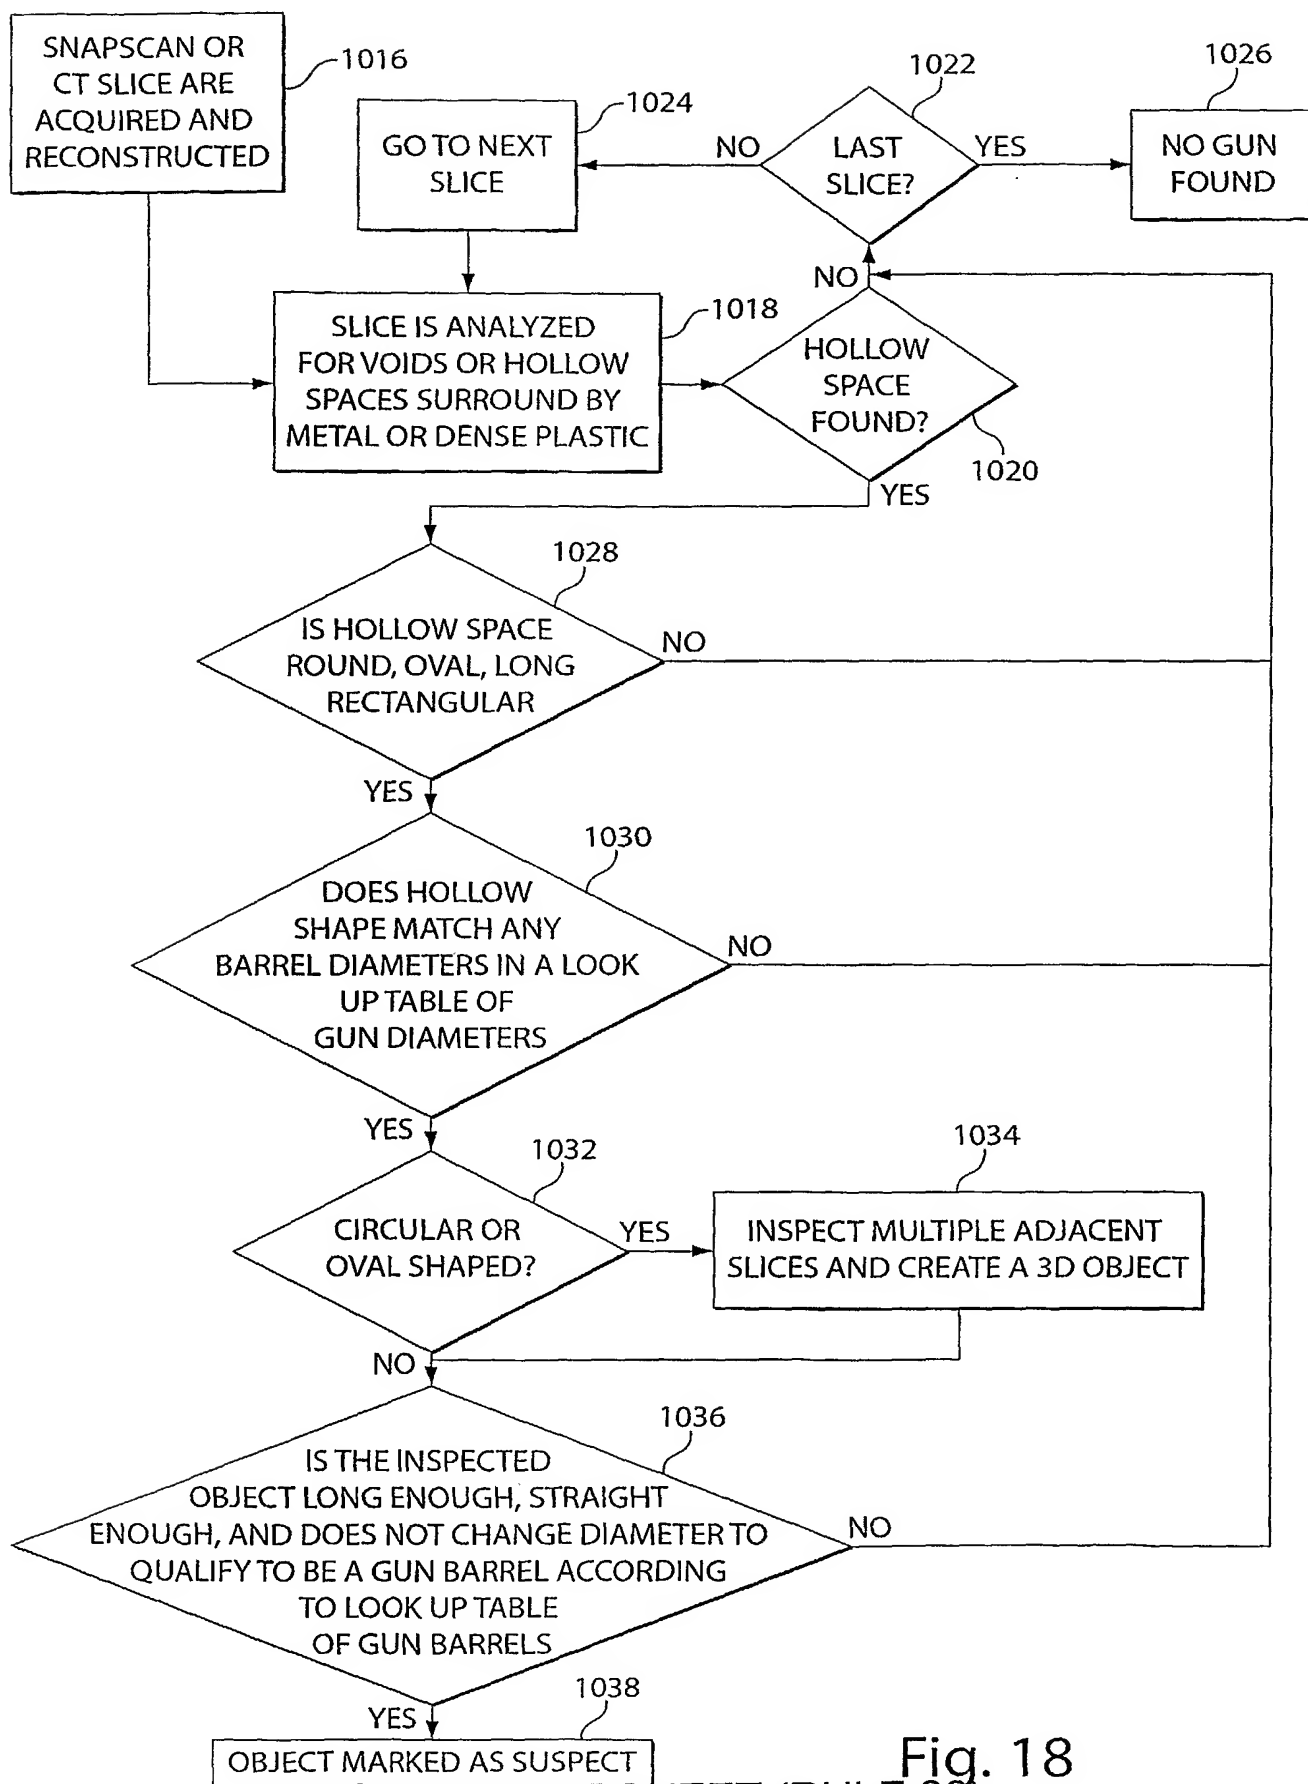 SNAPSCAN OR
CT SLICE ARE
ACQUIRED AND
RECONSTRUCTED
1016
GO TO NEXT
SLICE
1024
LAST
SLICE?
1022
NO
YES
NO GUN
FOUND
1026
SLICE IS ANALYZED
FOR VOIDS OR HOLLOW
SPACES SURROUND BY
METAL OR DENSE PLASTIC
1018
NO
HOLLOW
SPACE
FOUND?
1020
YES
1028
IS HOLLOW SPACE
ROUND, OVAL, LONG
RECTANGULAR
NO
YES
1030
DOES HOLLOW
SHAPE MATCH ANY
BARREL DIAMETERS IN A LOOK
UP TABLE OF
GUN DIAMETERS
NO
YES
1032
CIRCULAR OR
OVAL SHAPED?
YES
1034
INSPECT MULTIPLE ADJACENT
SLICES AND CREATE A 3D OBJECT
NO
1036
IS THE INSPECTED
OBJECT LONG ENOUGH, STRAIGHT
ENOUGH, AND DOES NOT CHANGE DIAMETER TO
QUALIFY TO BE A GUN BARREL ACCORDING
TO LOOK UP TABLE
OF GUN BARRELS
NO
YES
1038
OBJECT MARKED AS SUSPECT
Fig. 18